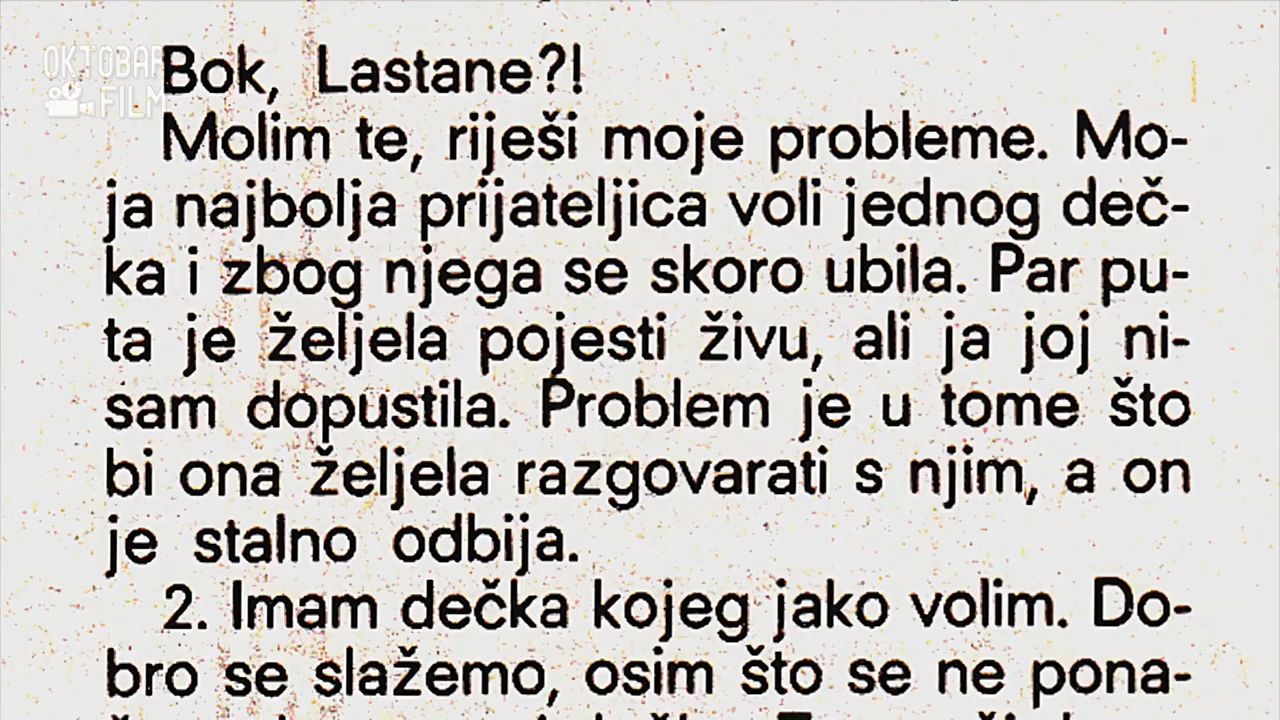 OKTOBAR
FILM
Bok, Lastane?!
Molim te, riješi moje probleme. Mo-
ja najbolja prijateljica voli jednog deč-
ka i zbog njega se skoro ubila. Par pu-
ta je željela pojesti živu, ali ja joj ni-
sam dopustila. Problem je u tome što
bi ona željela razgovarati s njim, a on
je stalno odbija.
2. Imam dečka kojeg jako volim. Do-
bro se slažemo, osim što se ne pona-